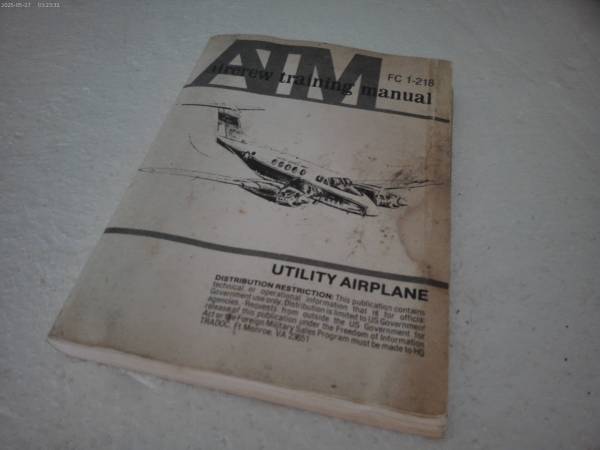 2025-05-27 03:23:31
ATM
aircrew training manual
FC 1-218
UTILITY AIRPLANE
DISTRIBUTION RESTRICTION: This publication contains
technical or operational information that is for official
Government use only. Distribution is limited to US Government
Agencies. Requests from outside the US Government for
release of this publication under the Freedom of Information
Act or the Foreign Military Sales Program must be made to HQ
TRADOC, Ft Monroe, VA 23651